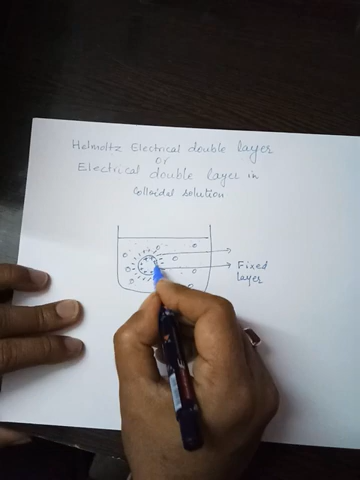 Helmoltz Electrical double layer
or
Electrical double layer in
Colloidal solution
Fixed
layer